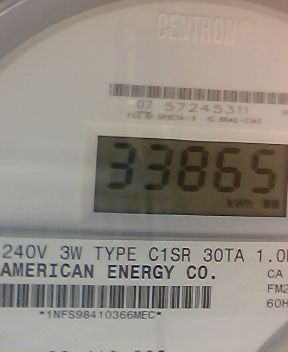 CENTRON
07 57245311
33865
kWh
240V 3W TYPE C1SR 30TA 1.0
AMERICAN ENERGY CO.
CA
FM2
60H
*1NFS98410366MEC*